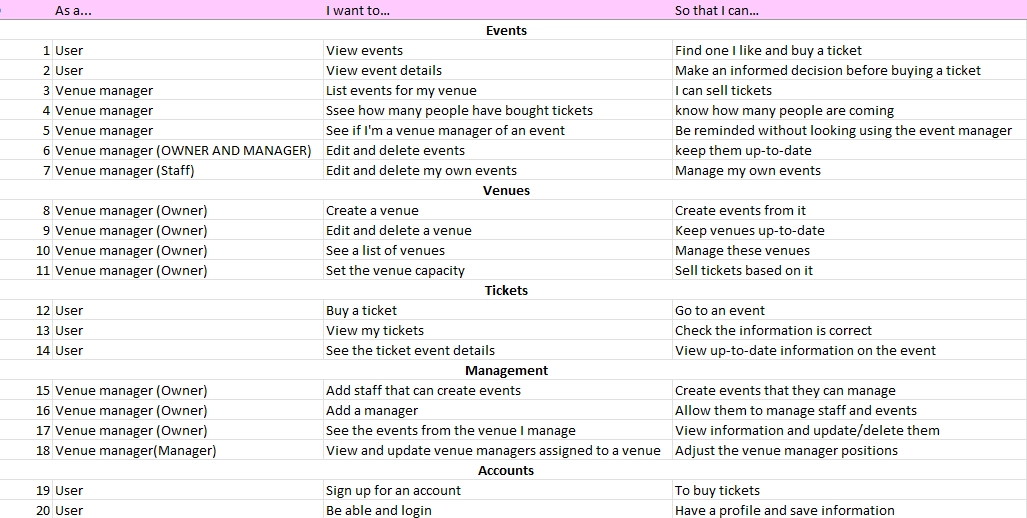 As a... I want to... So that I can...
Events
1 User View events Find one I like and buy a ticket
2 User View event details Make an informed decision before buying a ticket
3 Venue manager List events for my venue I can sell tickets
4 Venue manager Ssee how many people have bought tickets know how many people are coming
5 Venue manager See if I'm a venue manager of an event Be reminded without looking using the event manager
6 Venue manager (OWNER AND MANAGER) Edit and delete events keep them up-to-date
7 Venue manager (Staff) Edit and delete my own events Manage my own events
Venues
8 Venue manager (Owner) Create a venue Create events from it
9 Venue manager (Owner) Edit and delete a venue Keep venues up-to-date
10 Venue manager (Owner) See a list of venues Manage these venues
11 Venue manager (Owner) Set the venue capacity Sell tickets based on it
Tickets
12 User Buy a ticket Go to an event
13 User View my tickets Check the information is correct
14 User See the ticket event details View up-to-date information on the event
Management
15 Venue manager (Owner) Add staff that can create events Create events that they can manage
16 Venue manager (Owner) Add a manager Allow them to manage staff and events
17 Venue manager (Owner) See the events from the venue I manage View information and update/delete them
18 Venue manager(Manager) View and update venue managers assigned to a venue Adjust the venue manager positions
Accounts
19 User Sign up for an account To buy tickets
20 User Be able and login Have a profile and save information